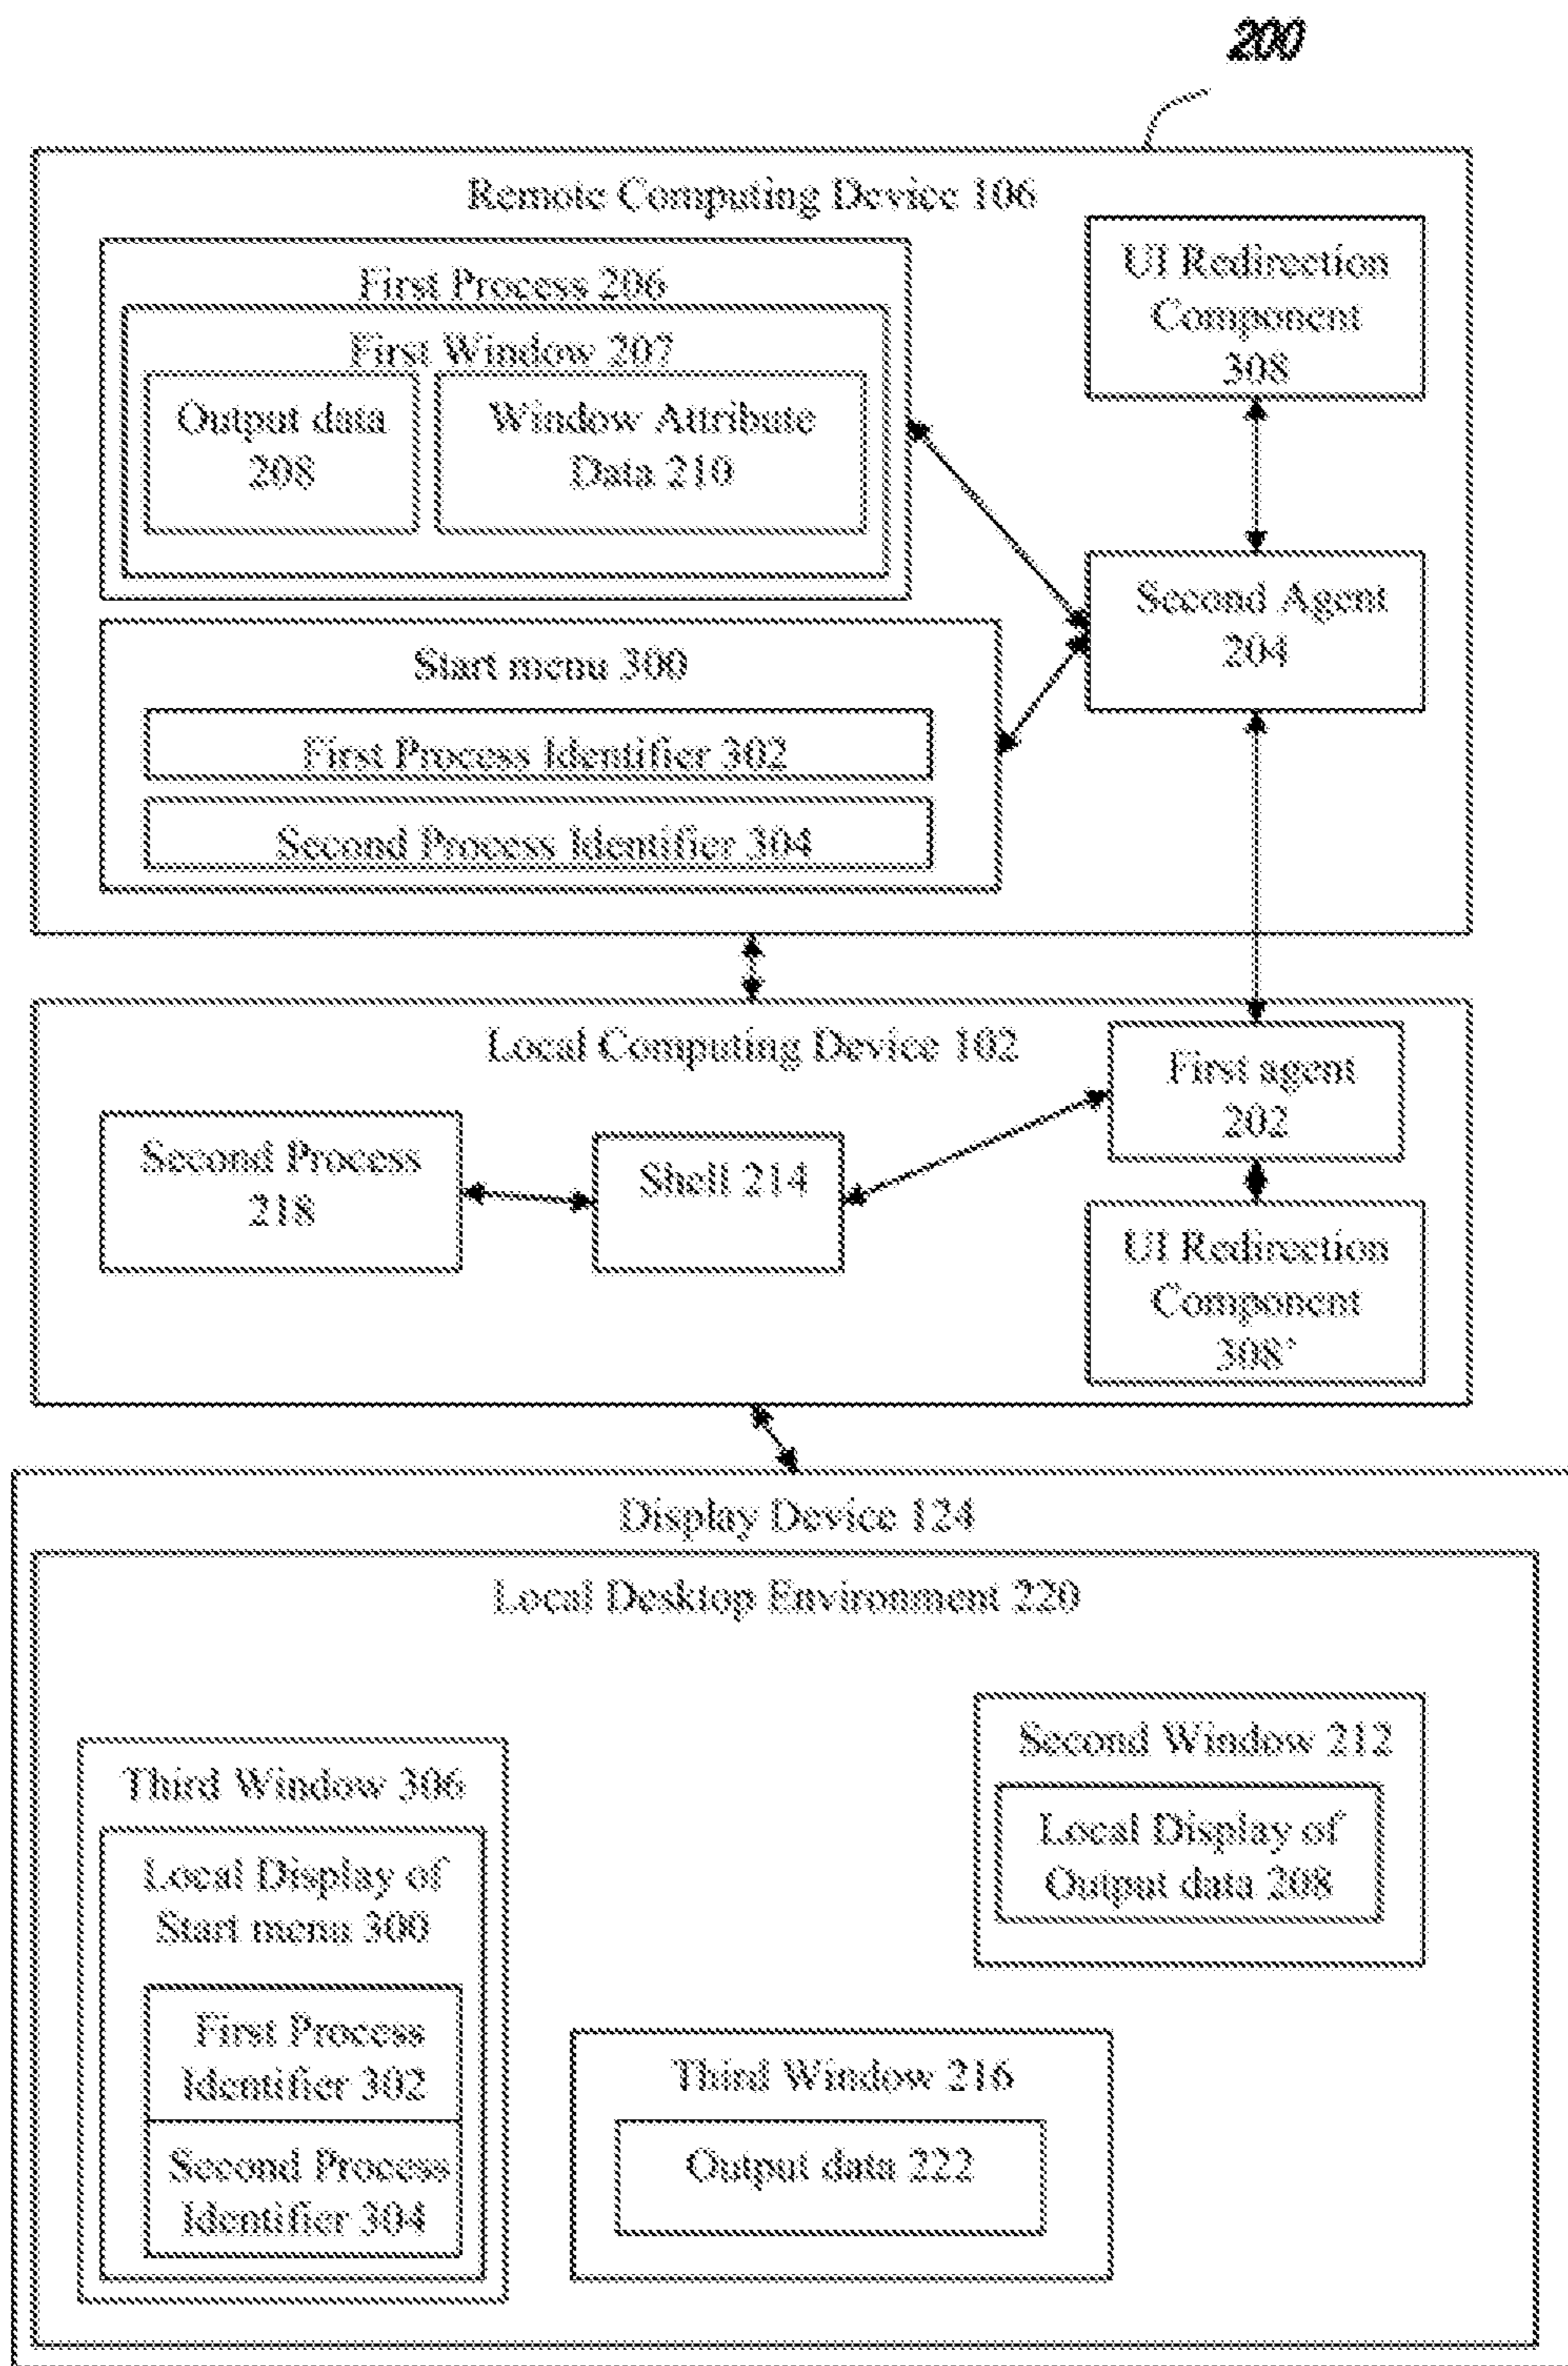 200
Remote Computing Device 106
First Process 206
First Window 207
Output data
208
Window Attribute
Data 210
UI Redirection
Component
308
Second Agent
204
Start menu 300
First Process Identifier 302
Second Process Identifier 304
Local Computing Device 102
First agent
202
Second Process
218
Shell 214
UI Redirection
Component
308'
Display Device 124
Local Desktop Environment 220
Second Window 212
Local Display of
Output data 208
Third Window 306
Local Display of
Start menu 300
First Process
Identifier 302
Second Process
Identifier 304
Third Window 216
Output data 222